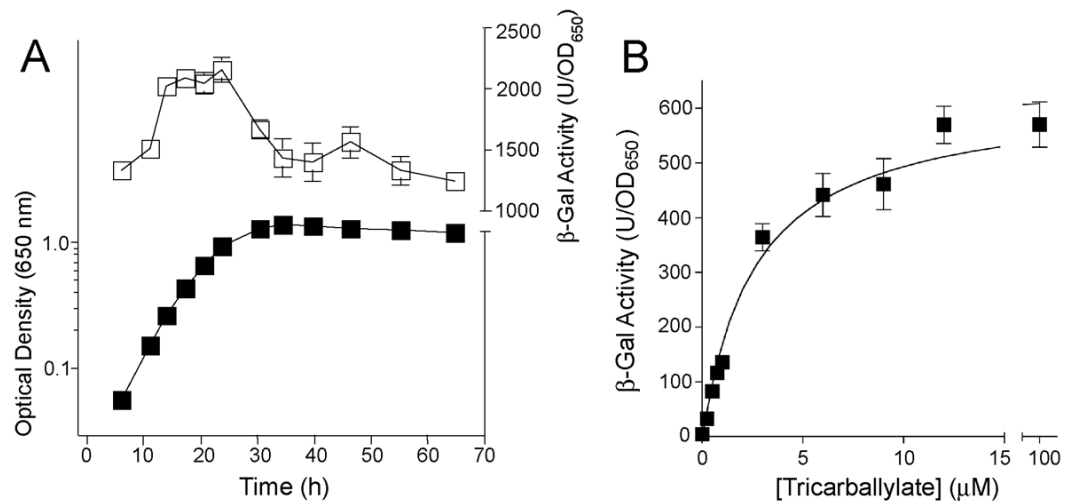 A
Optical Density (650 nm)
1.0
0.1
2500
2000
1500
1000
β-Gal Activity (U/OD650)
0 10 20 30 40 50 60 70
Time (h)
B
β-Gal Activity (U/OD650)
600
500
400
300
200
100
0
0 5 10 15 100
[Tricarballylate] (μM)